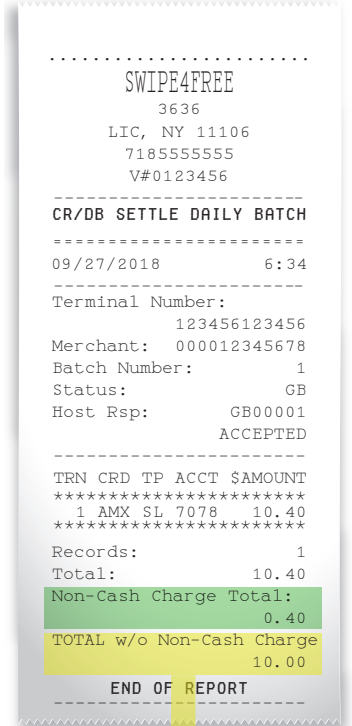 .........................
SWIPE4FREE
3636
LIC, NY 11106
7185555555
V#0123456
------------------------
CR/DB SETTLE DAILY BATCH
========================
09/27/2018 6:34
------------------------
Terminal Number:
123456123456
Merchant: 000012345678
Batch Number: 1
Status: GB
Host Rsp: GB00001
ACCEPTED
------------------------
TRN CRD TP ACCT $AMOUNT
************************
1 AMX SL 7078 10.40
************************
Records: 1
Total: 10.40
Non-Cash Charge Total:
0.40
TOTAL w/o Non-Cash Charge
10.00
END OF REPORT
------------------------